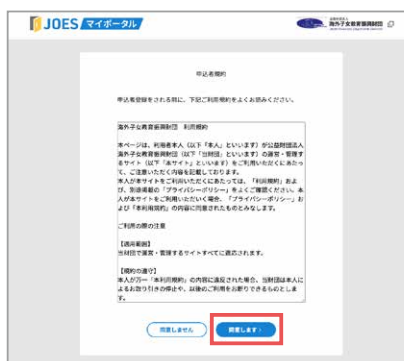 JOES マイポータル
海外子女教育振興財団
申込者規約
申込者登録をされる前に、下記ご利用規約をよくお読みください。
海外子女教育振興財団 利用規約
本ページは、利用者本人（以下「本人」といいます）が公益財団法人
海外子女教育振興財団（以下「当財団」といいます）の運営・管理す
るサイト（以下「本サイト」といいます）をご利用いただくにあたっ
て、ご注意いただく内容を記載しております。
本人が本サイトをご利用いただくにあたっては、「利用規約」およ
び、別途掲載の「プライバシーポリシー」をよくご確認ください。本
人が本サイトをご利用いただいく場合、「プライバシーポリシー」お
よび「本利用規約」の内容に同意されたものとみなします。
ご利用の際の注意
【適用範囲】
当財団で運営・管理するサイトすべてに適応されます。
【規約の遵守】
本人が万一「本利用規約」の内容に違反された場合、当財団は本人に
よるお取り引きの停止や、以後のご利用をお断りできるものとしま
す。
同意しません
同意します ›